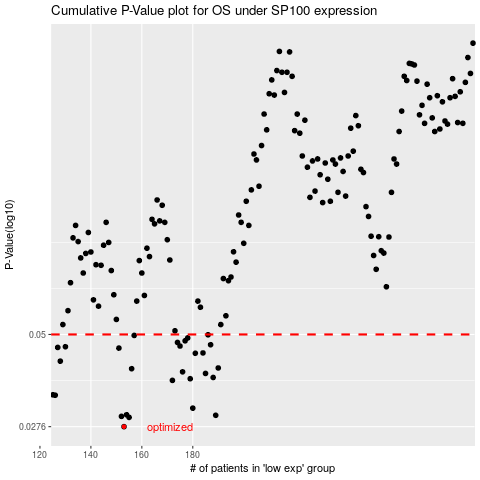 Cumulative P-Value plot for OS under SP100 expression
P-Value(log10)
0.05
0.0276
optimized
120 140 160 180
# of patients in 'low exp' group